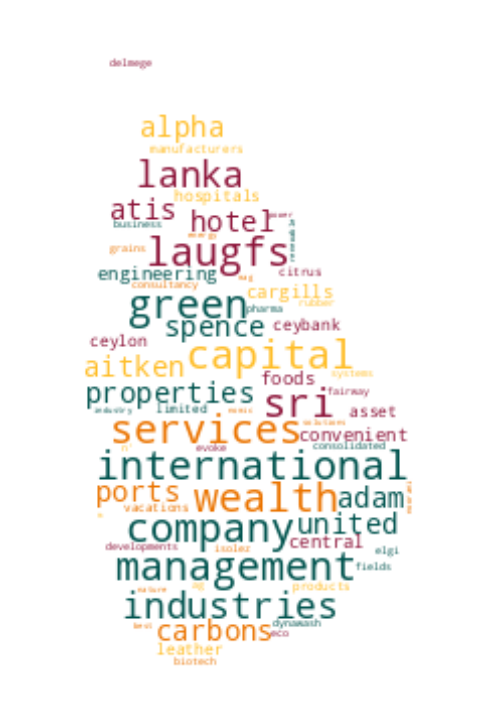 delmege
alpha
manufacturers
lanka
hospitals
atis hotel power
business
energy
grains laugfs
engineering citrus
consultancy cargills
green pharma rubber
spence ceybank
ceylon
aitken capital
foods systems
properties sri fairway
industry limited asset
services solutions
convenient
evoke consolidated
international
ports wealth adam
vacations
company united
developments isolez central
elgi
management fields
nature products
industries
best carbons dynawash
eco
leather
biotech